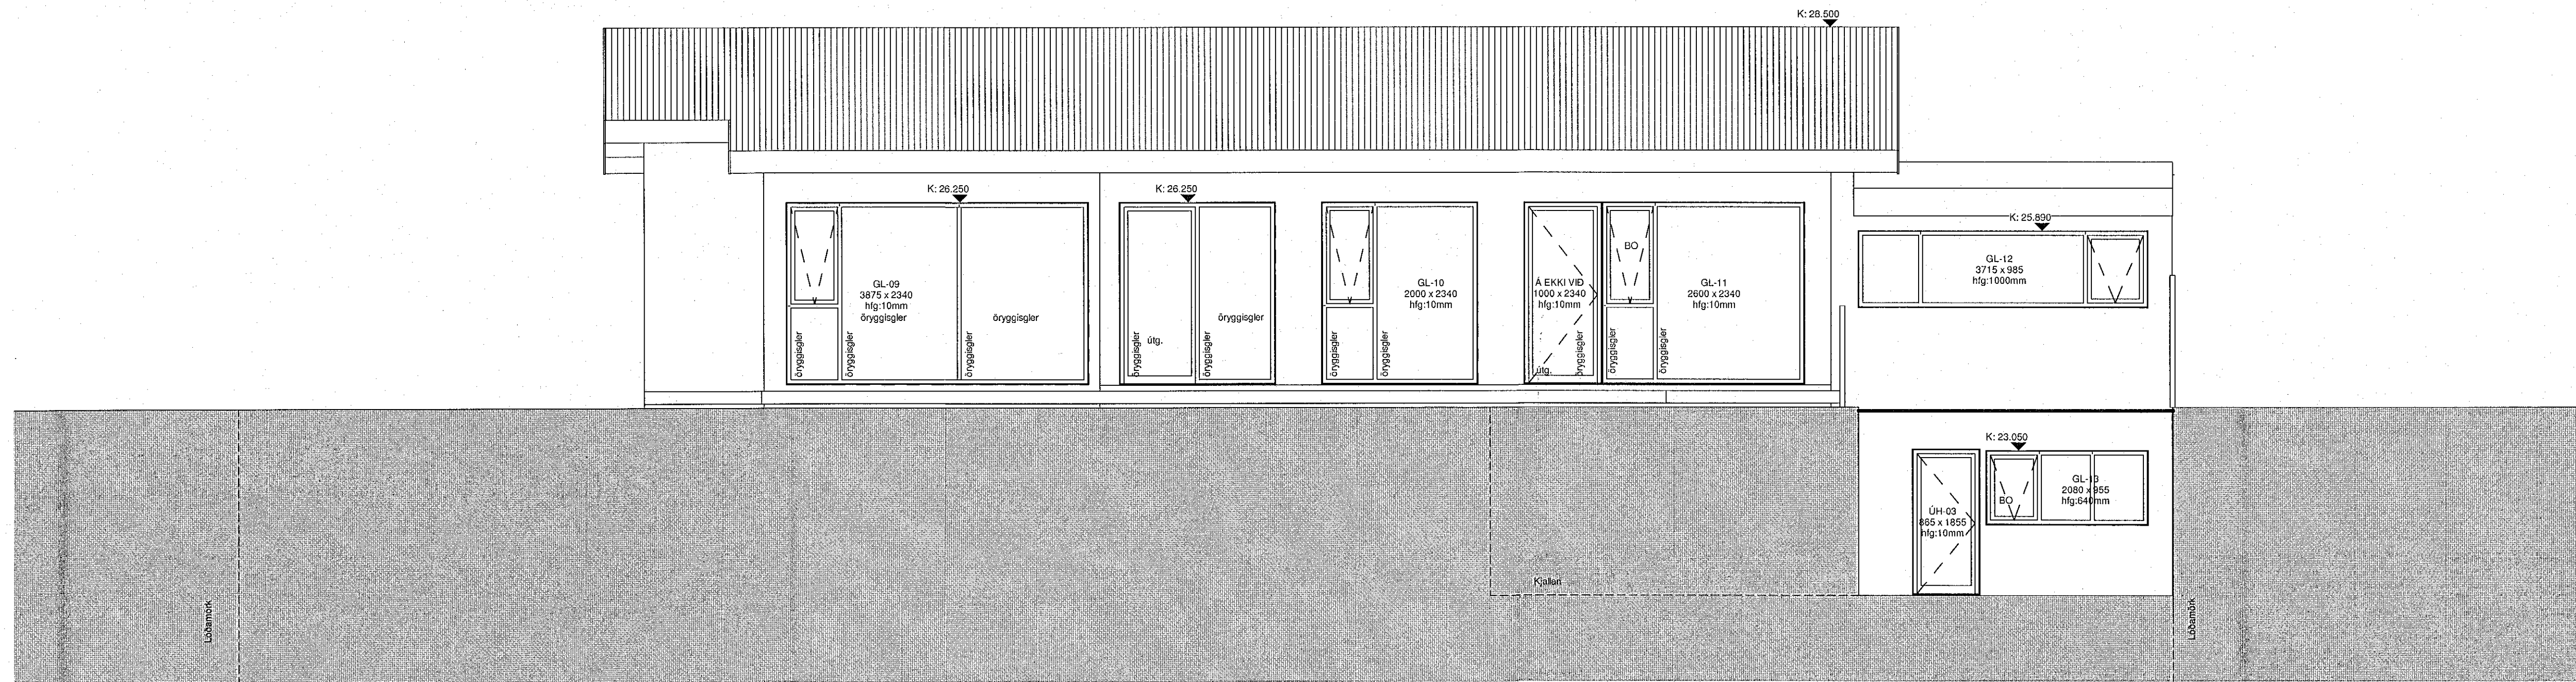 K: 28.500
K: 26.250
K: 26.250
K: 25.890
GL-09
3875 x 2340
hfg:10mm
öryggisgler
öryggisgler
öryggisgler
öryggisgler
öryggisgler
öryggisgler
útg.
öryggisgler
öryggisgler
GL-10
2000 x 2340
hfg:10mm
öryggisgler
öryggisgler
Á EKKI VIÐ
1000 x 2340
hfg:10mm
útg.
öryggisgler
BO
öryggisgler
öryggisgler
GL-11
2600 x 2340
hfg:10mm
GL-12
3715 x 985
hfg:1000mm
K: 23.050
BO
GL-13
2080 x 955
hfg:640mm
ÚH-03
865 x 1855
hfg:10mm
Kjallari
Lóðamörk
Lóðamörk